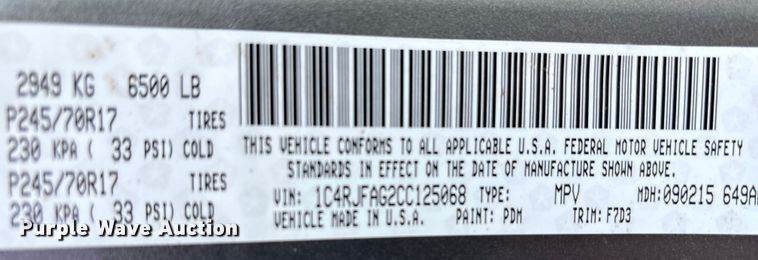 2949 KG 6500 LB
P245/70R17 TIRES
230 KPA ( 33 PSI) COLD
P245/70R17 TIRES
230 KPA ( 33 PSI) COLD
THIS VEHICLE CONFORMS TO ALL APPLICABLE U.S.A. FEDERAL MOTOR VEHICLE SAFETY
STANDARDS IN EFFECT ON THE DATE OF MANUFACTURE SHOWN ABOVE.
VIN: 1C4RJFAG2CC125068 TYPE: MPV MDH:090215 649A
VEHICLE MADE IN U.S.A. PAINT: PDM TRIM: F7D3
Purple Wave Auction